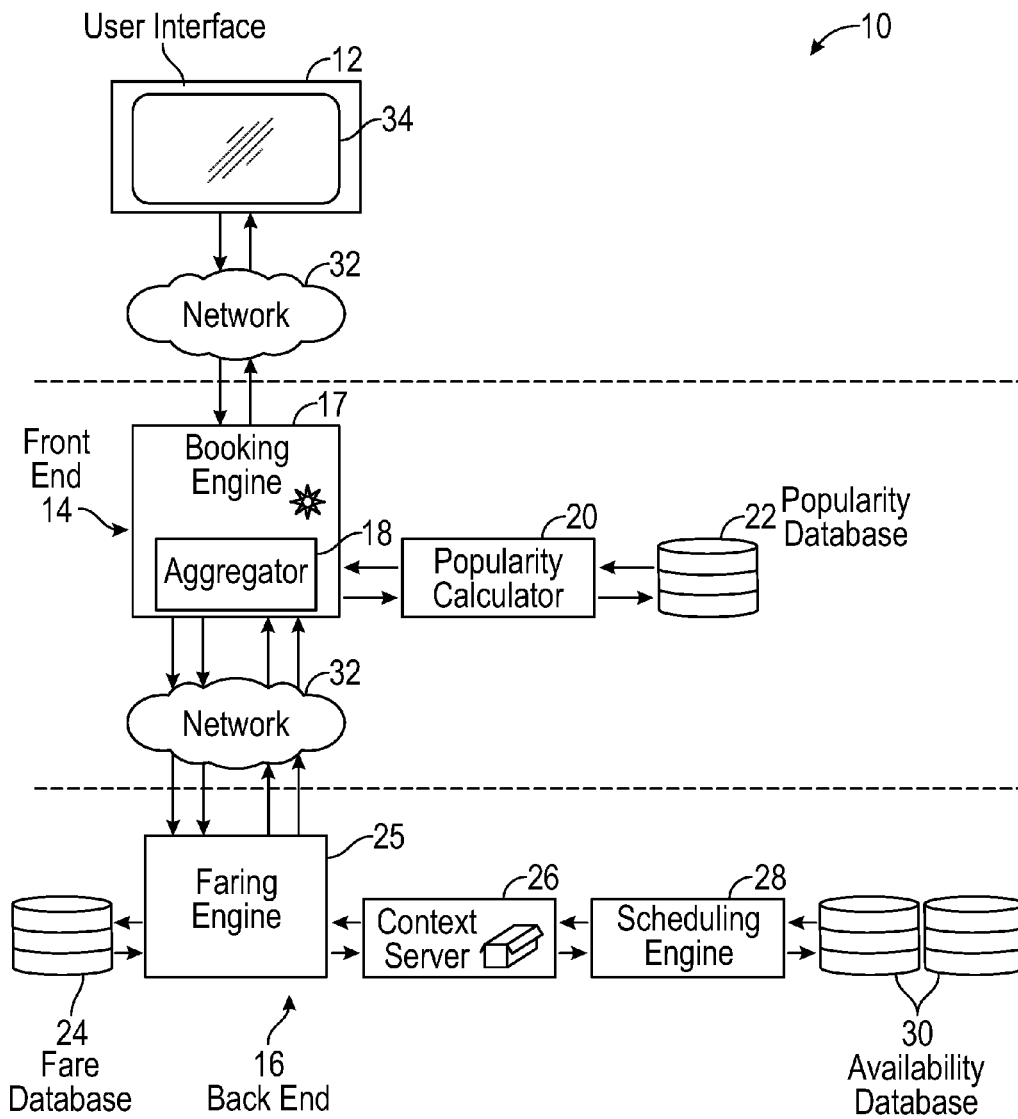 User Interface
10
12
34
32
Network
17
Front
End
14
Booking
Engine
18
Aggregator
20
Popularity
Calculator
22
Popularity
Database
32
Network
25
Faring
Engine
26
Context
Server
28
Scheduling
Engine
24
Fare
Database
16
Back End
30
Availability
Database